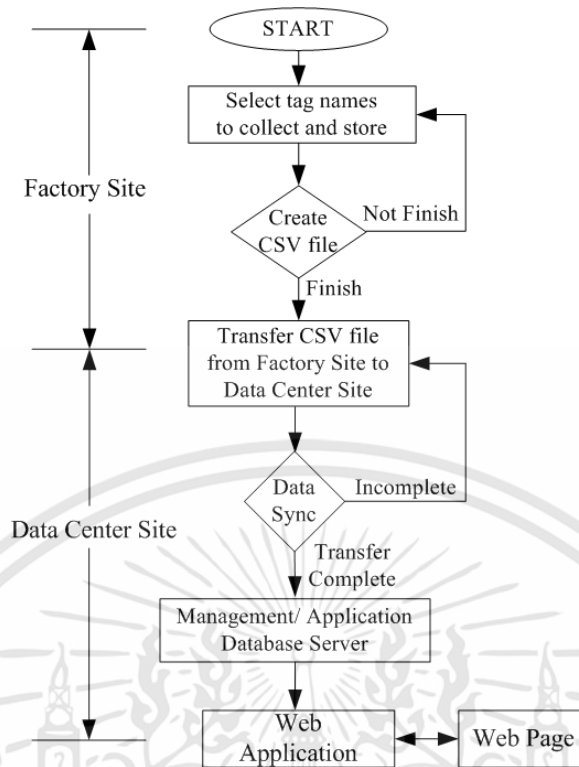 START
Select tag names
to collect and store
Factory Site
Create
CSV file
Not Finish
Finish
Transfer CSV file
from Factory Site to
Data Center Site
Data
Sync
Incomplete
Data Center Site
Transfer
Complete
Management/ Application
Database Server
Web
Application
Web Page